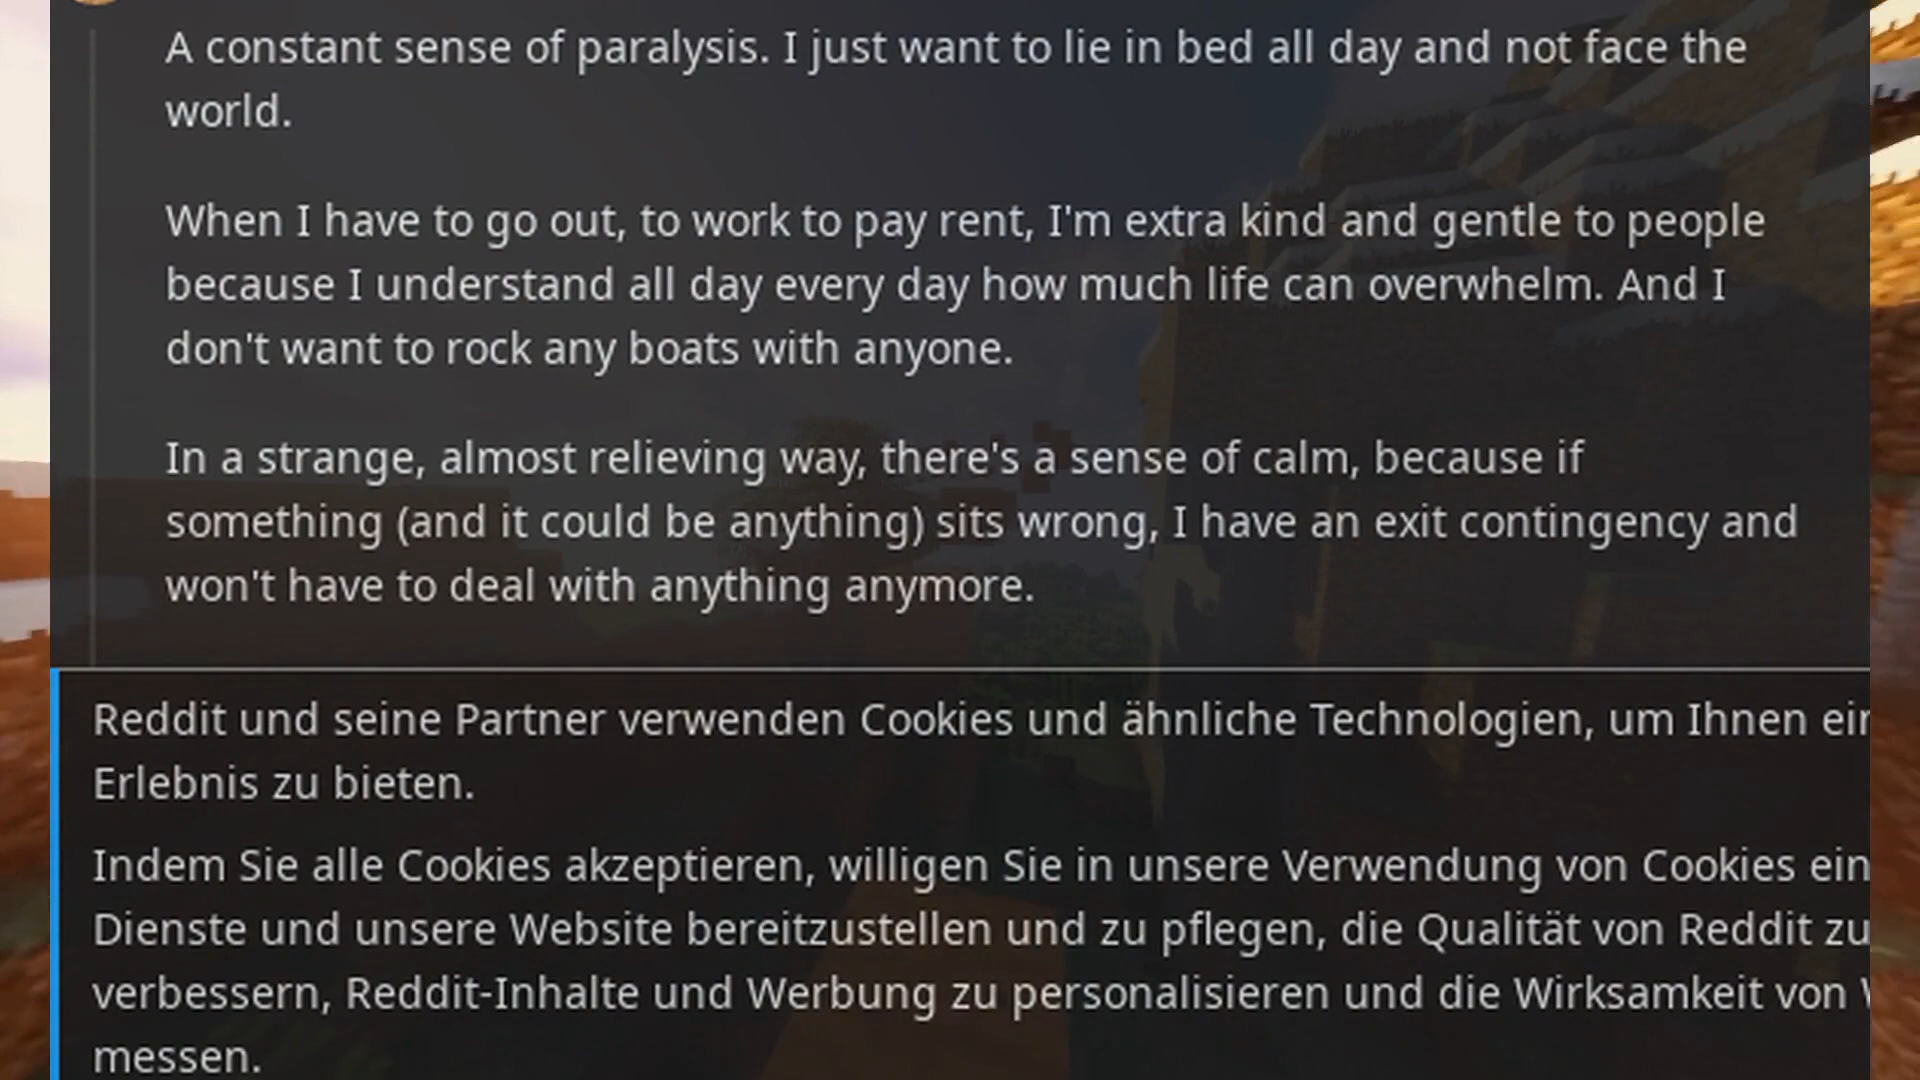 A constant sense of paralysis. I just want to lie in bed all day and not face the
world.
When I have to go out, to work to pay rent, I'm extra kind and gentle to people
because I understand all day every day how much life can overwhelm. And I
don't want to rock any boats with anyone.
In a strange, almost relieving way, there's a sense of calm, because if
something (and it could be anything) sits wrong, I have an exit contingency and
won't have to deal with anything anymore.
Reddit und seine Partner verwenden Cookies und ähnliche Technologien, um Ihnen
Erlebnis zu bieten.
Indem Sie alle Cookies akzeptieren, willigen Sie in unsere Verwendung von Cookies ein
Dienste und unsere Website bereitzustellen und zu pflegen, die Qualität von Reddit zu
verbessern, Reddit-Inhalte und Werbung zu personalisieren und die Wirksamkeit von
messen.